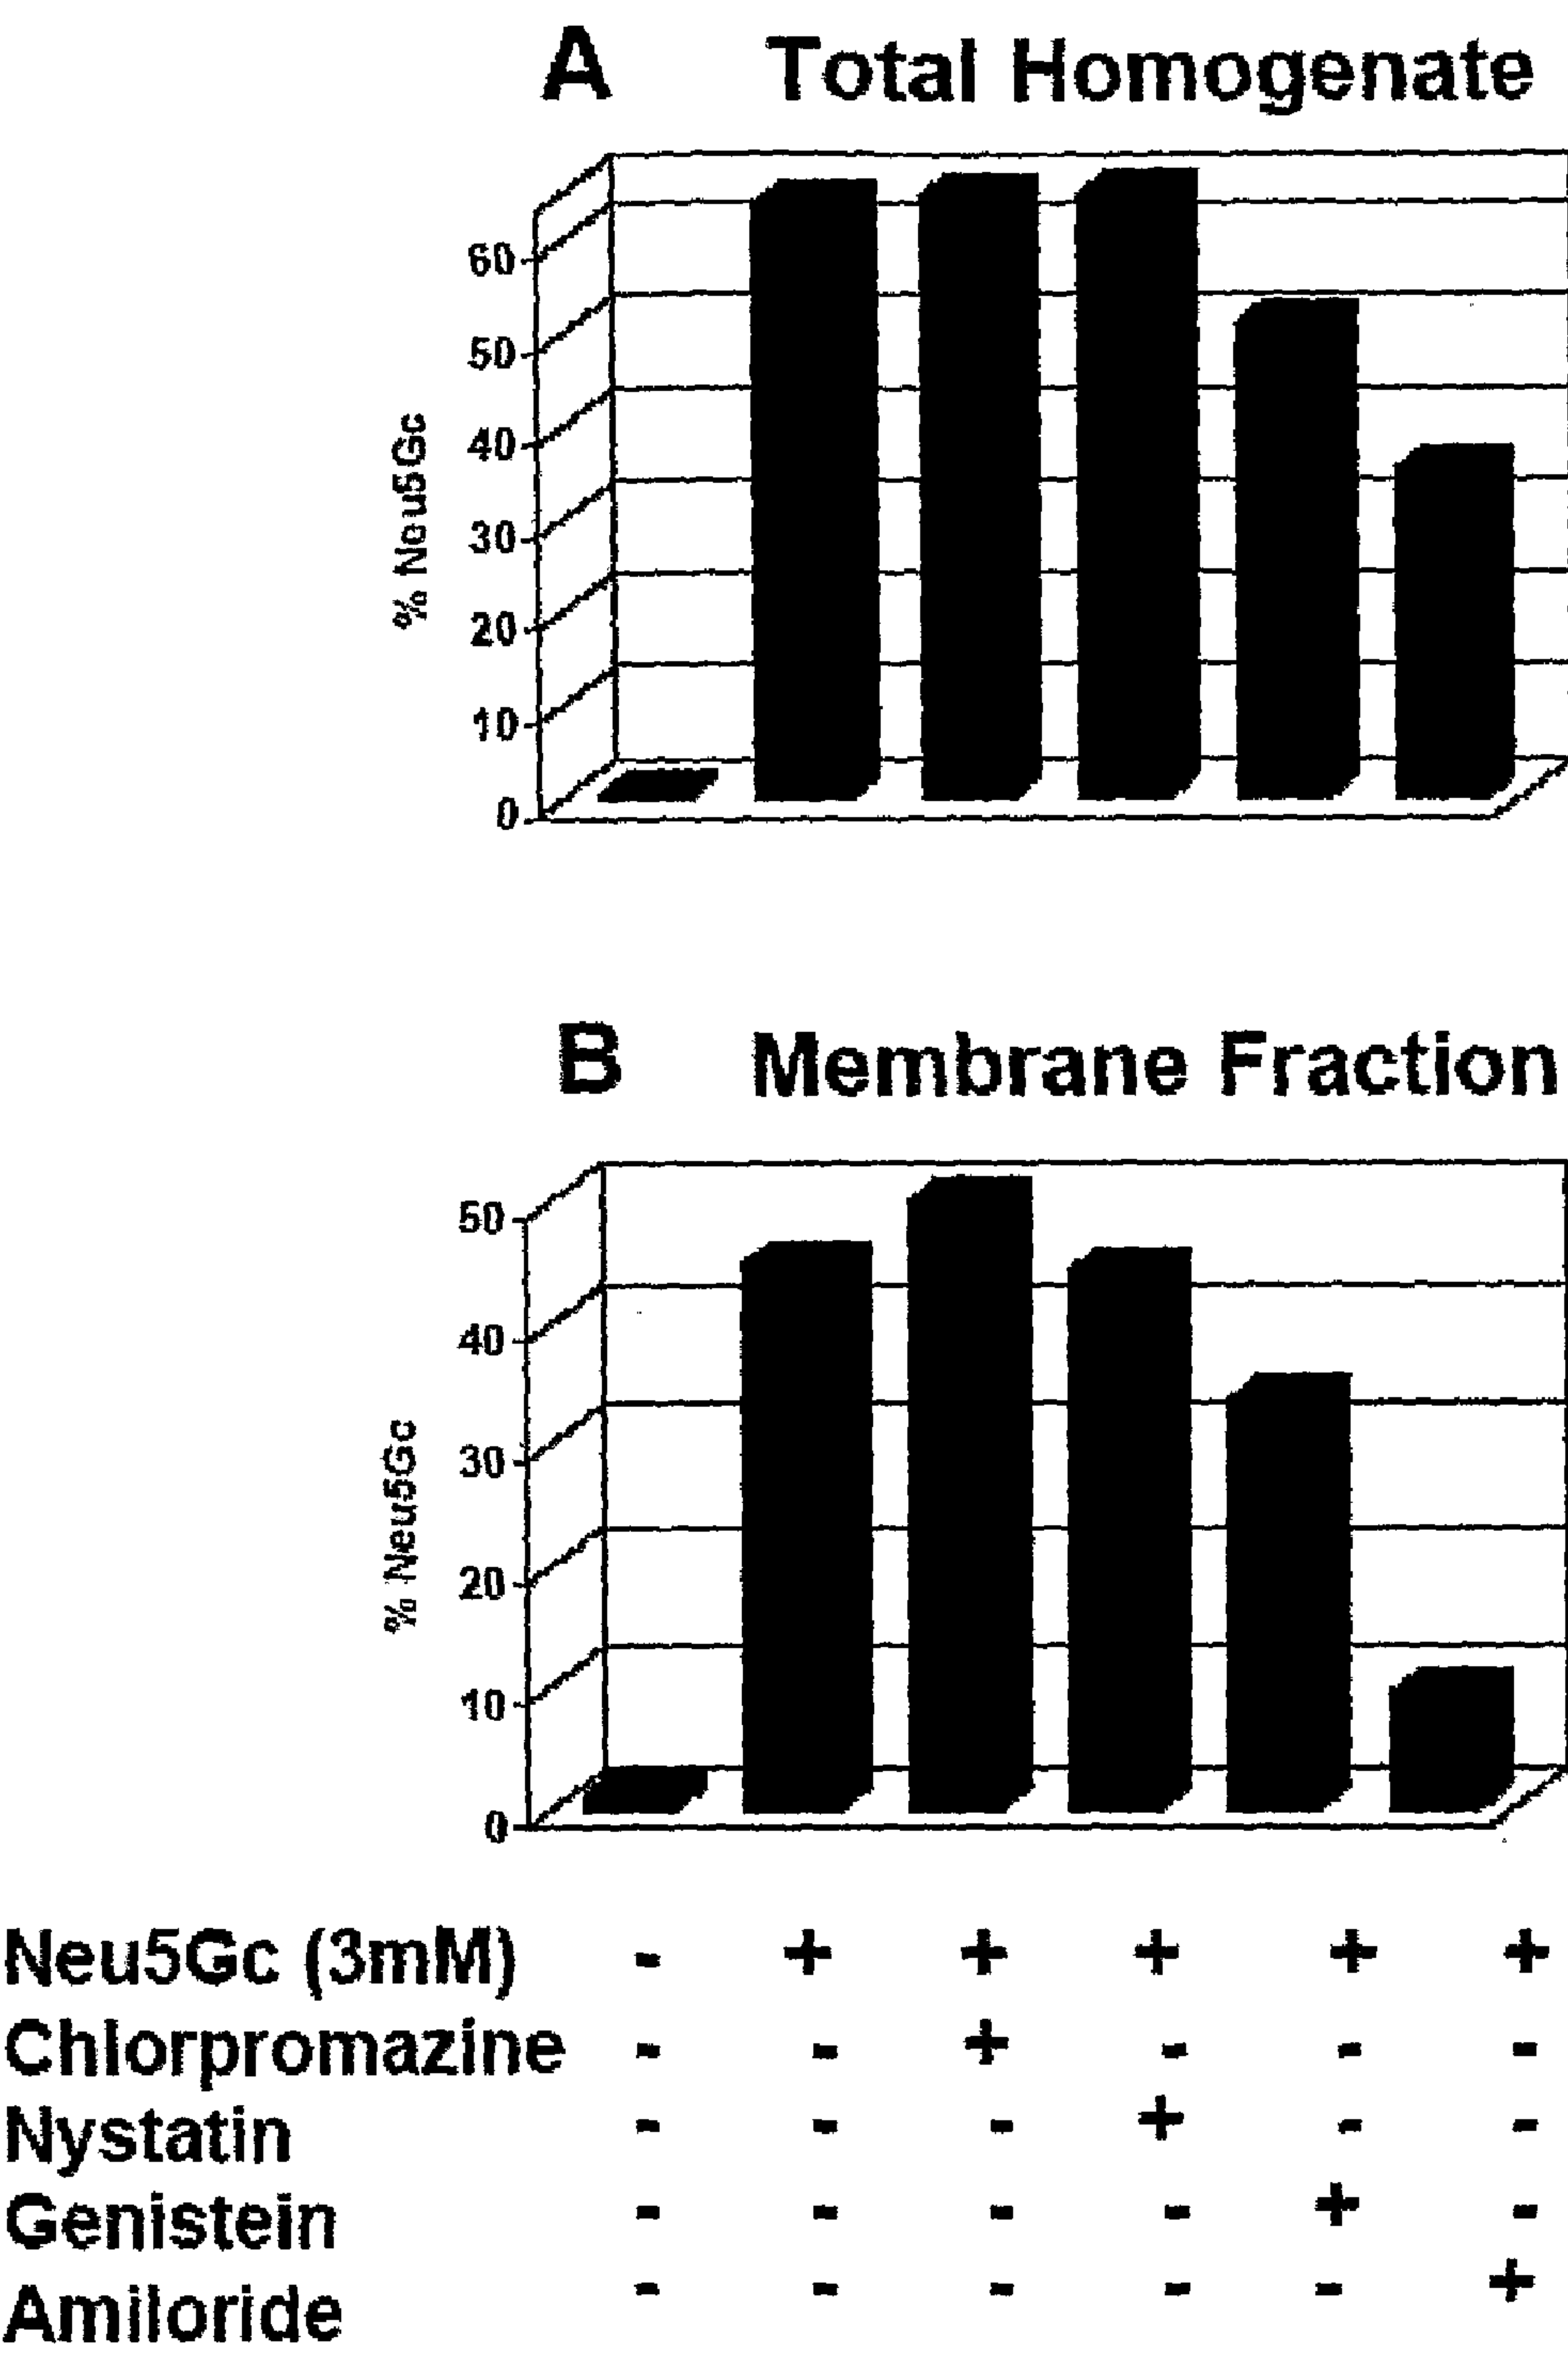 A Total Homogenate
60
50
40
30
20
10
0
% Neu5Gc
B Membrane Fraction
50
40
30
20
10
0
% Neu5Gc
Neu5Gc (3mM) - + + + + +
Chlorpromazine - - + - - -
Nystatin - - - + - -
Genistein - - - - + -
Amiloride - - - - - +